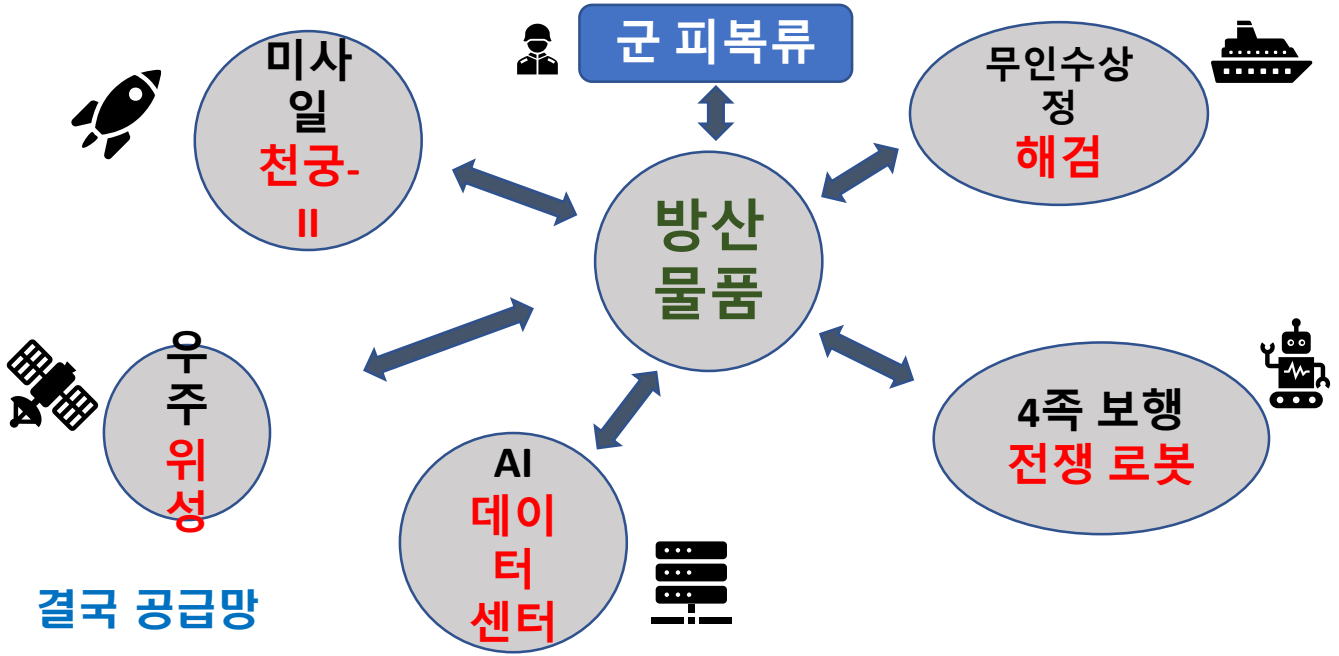 군 피복류
미사
일
천궁-
II
무인수상
정
해검
방산
물품
우
주
위
성
AI
데이
터
센터
4족 보행
전쟁 로봇
결국 공급망